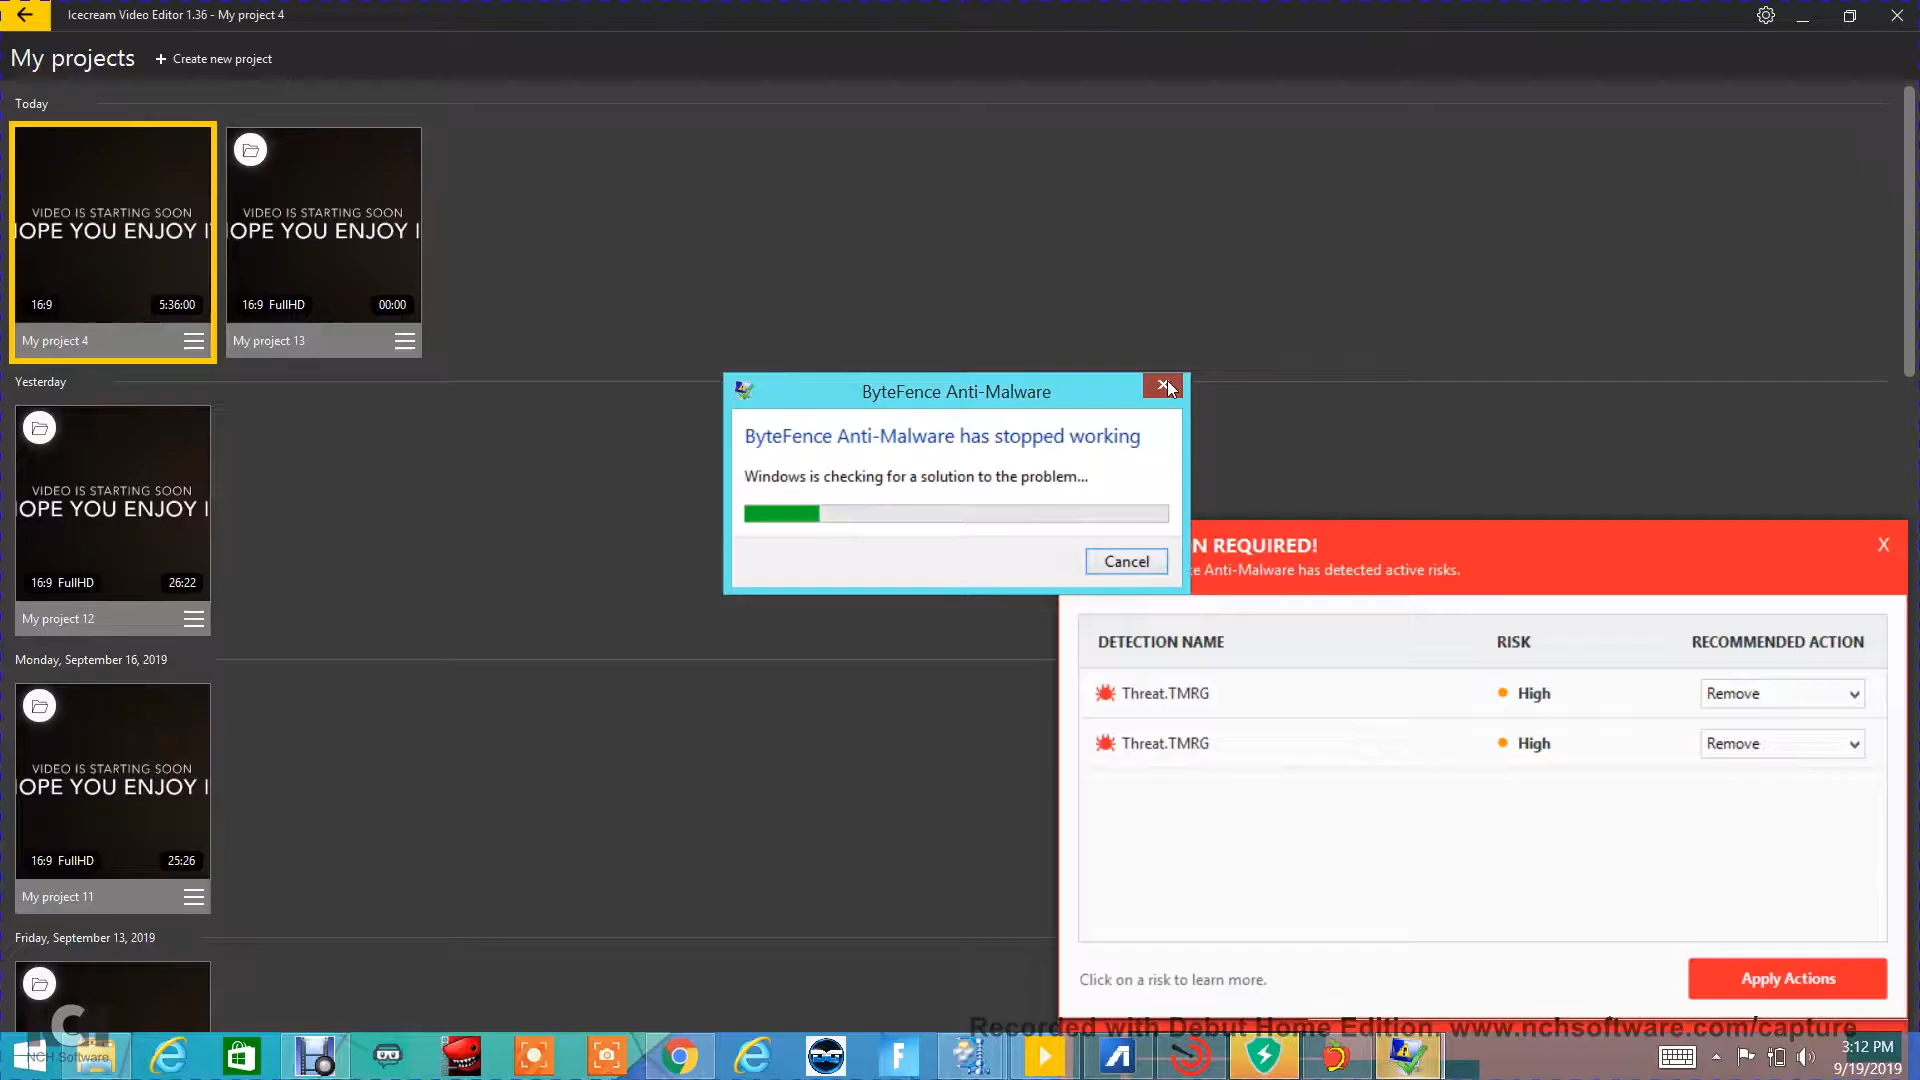 Icecream Video Editor 1.36 - My project 4
My projects
+ Create new project
Today
VIDEO IS STARTING SOON
OPE YOU ENJOY I
16:9
5:36:00
My project 4
VIDEO IS STARTING SOON
OPE YOU ENJOY I
16:9 FullHD
00:00
My project 13
Yesterday
VIDEO IS STARTING SOON
OPE YOU ENJOY I
16:9 FullHD
26:22
My project 12
Monday, September 16, 2019
VIDEO IS STARTING SOON
OPE YOU ENJOY I
16:9 FullHD
25:26
My project 11
Friday, September 13, 2019
ByteFence Anti-Malware
ByteFence Anti-Malware has stopped working
Windows is checking for a solution to the problem...
Cancel
N REQUIRED!
e Anti-Malware has detected active risks.
X
DETECTION NAME RISK RECOMMENDED ACTION
Threat.TMRG High Remove
Threat.TMRG High Remove
Click on a risk to learn more.
Apply Actions
Recorded with Debut Home Edition. www.nchsoftware.com/capture
NCH
NCH Software
3:12 PM
9/19/2019